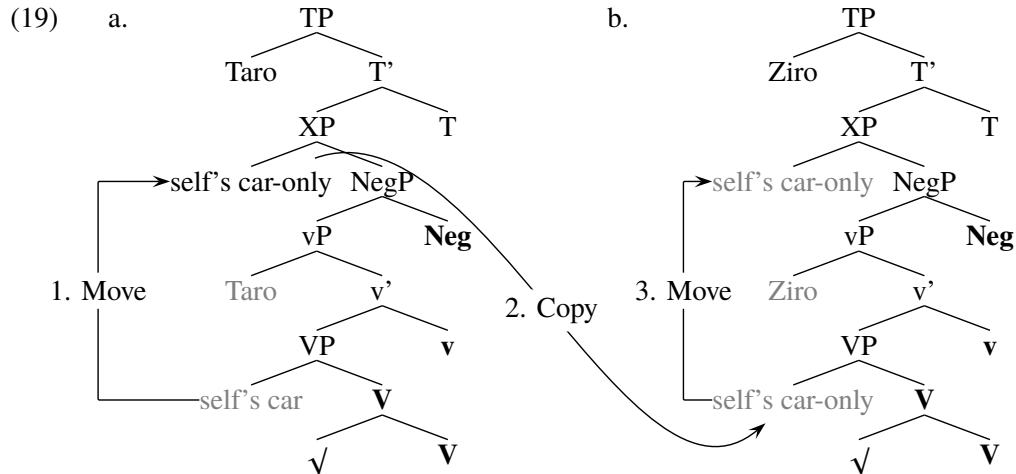 (19) a. TP b. TP
Taro T’ Ziro T’
XP T XP T
self’s car-only NegP self’s car-only NegP
vP Neg vP Neg
1. Move Taro v’ 2. Copy 3. Move Ziro v’
VP v VP v
self’s car V self’s car-only V
√ V √ V